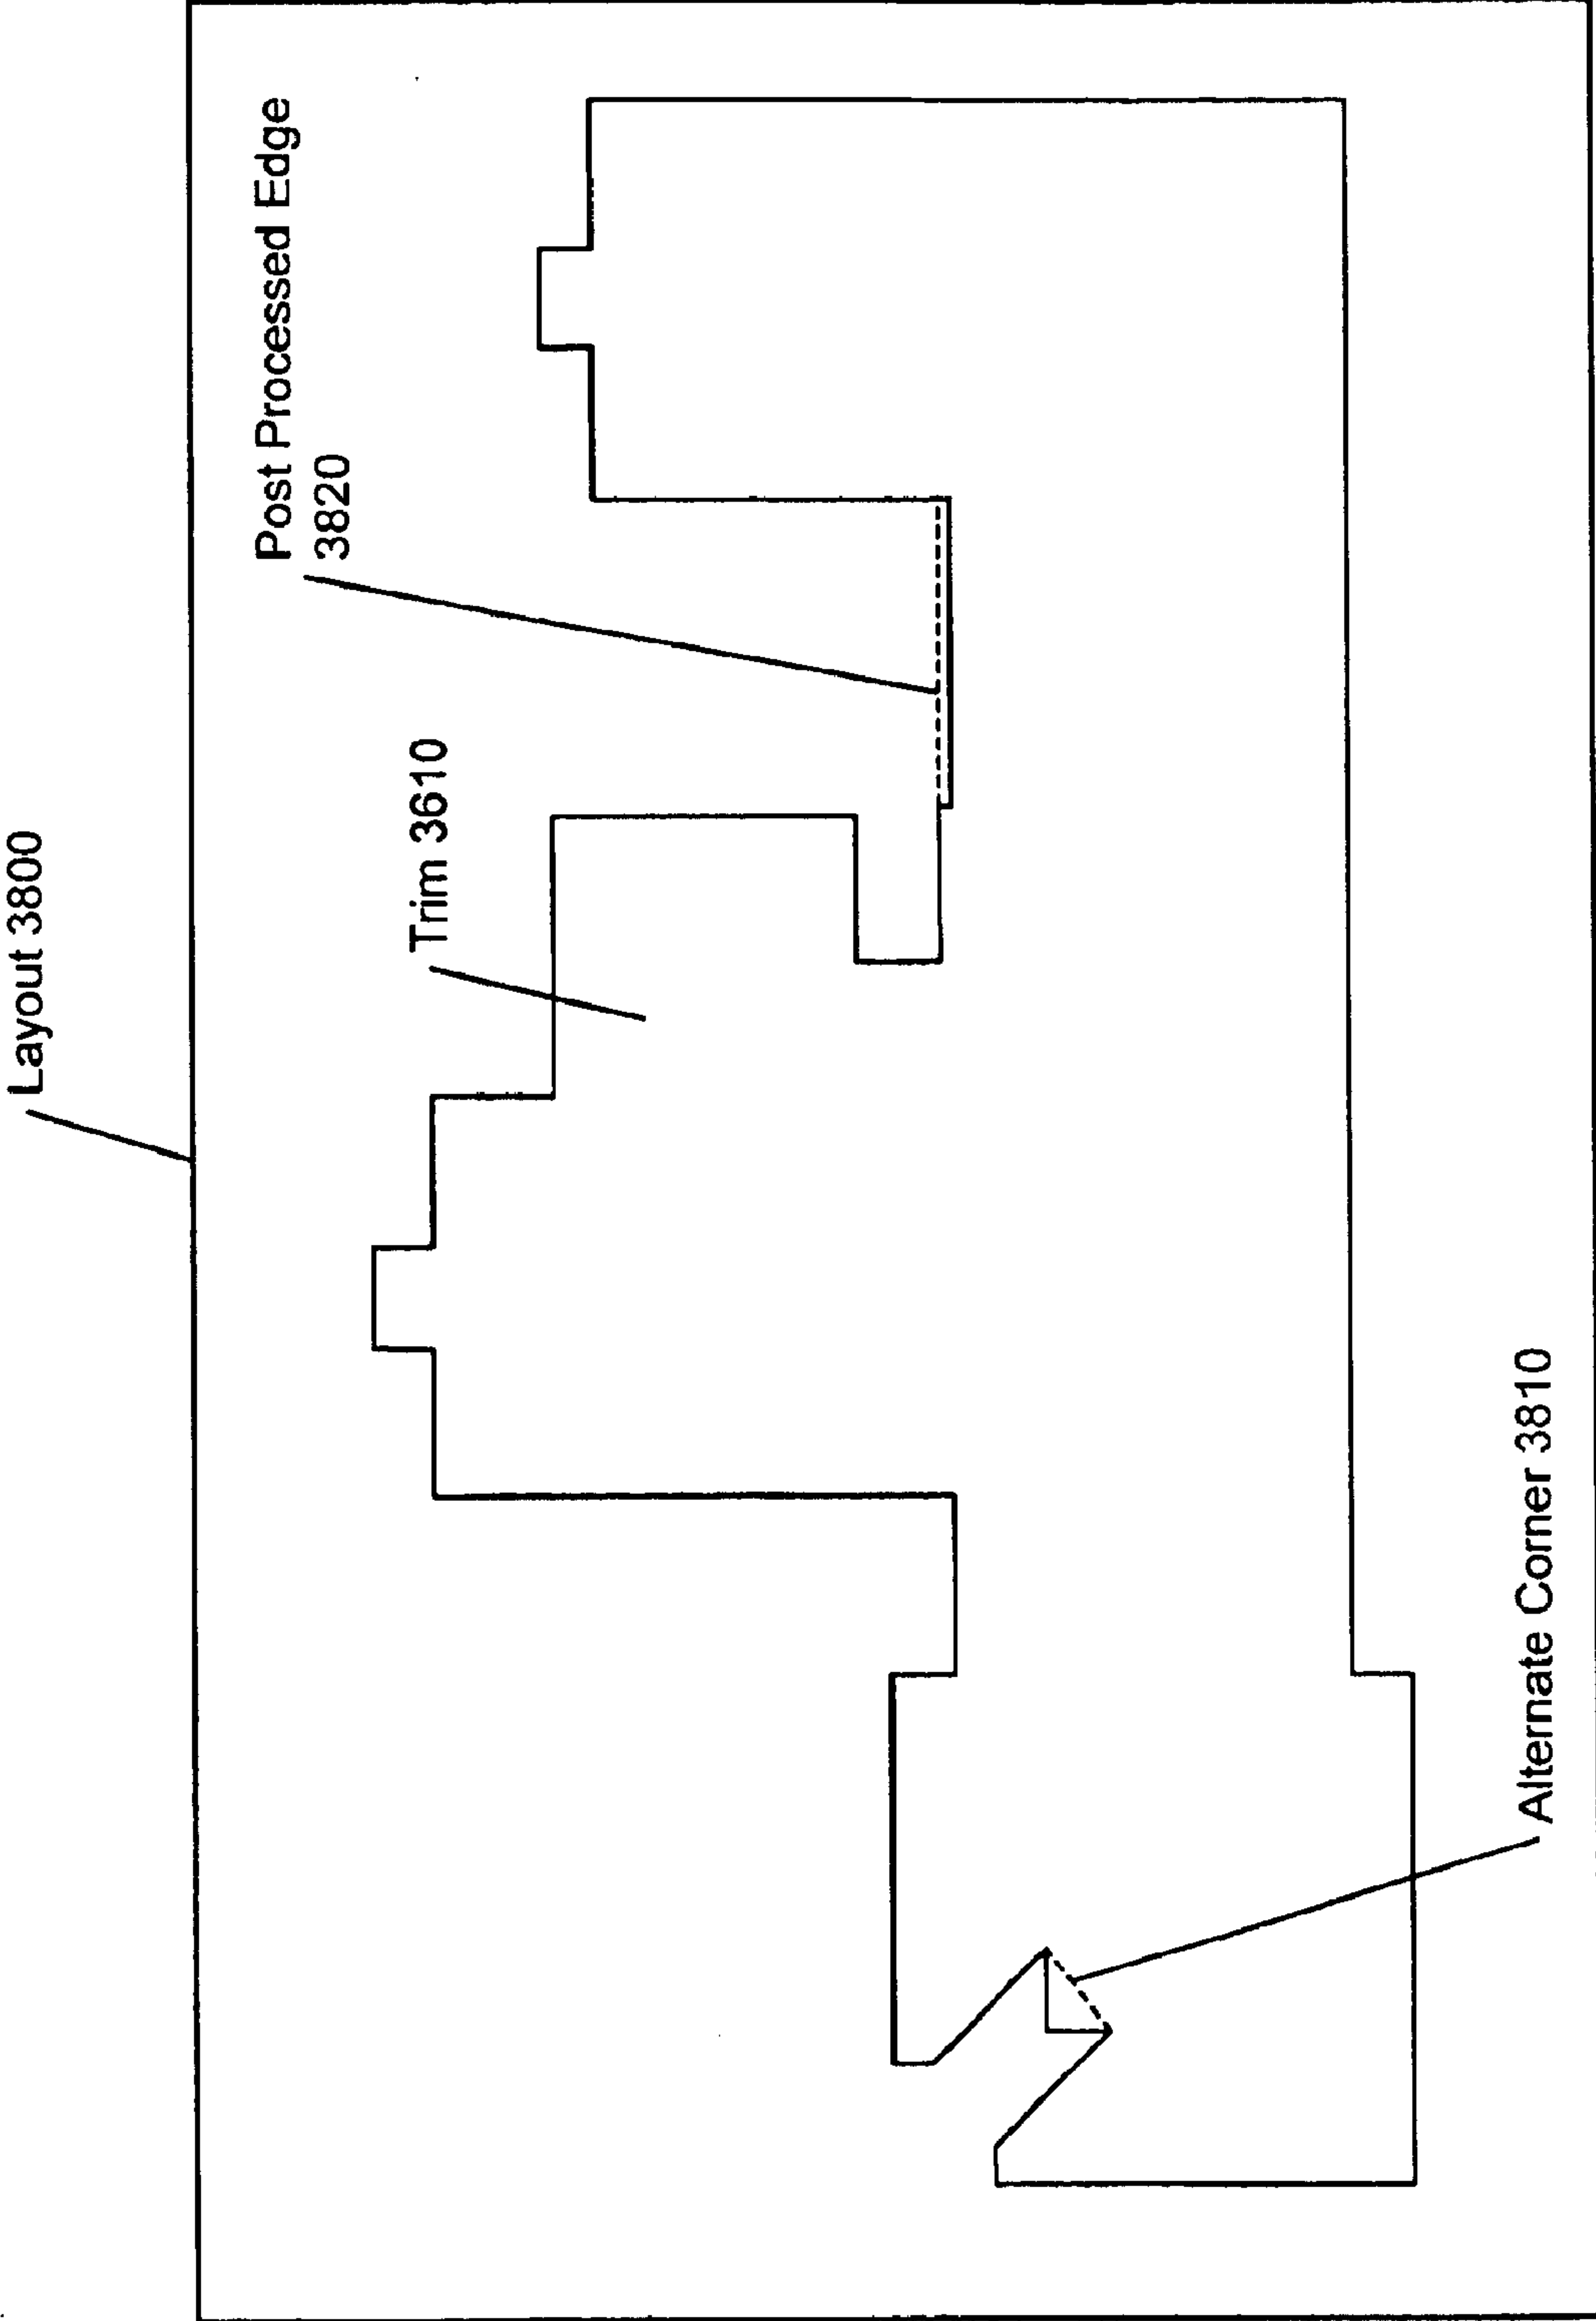 Layout 3800
Post Processed Edge
3820
Trim 3610
Alternate Corner 3810